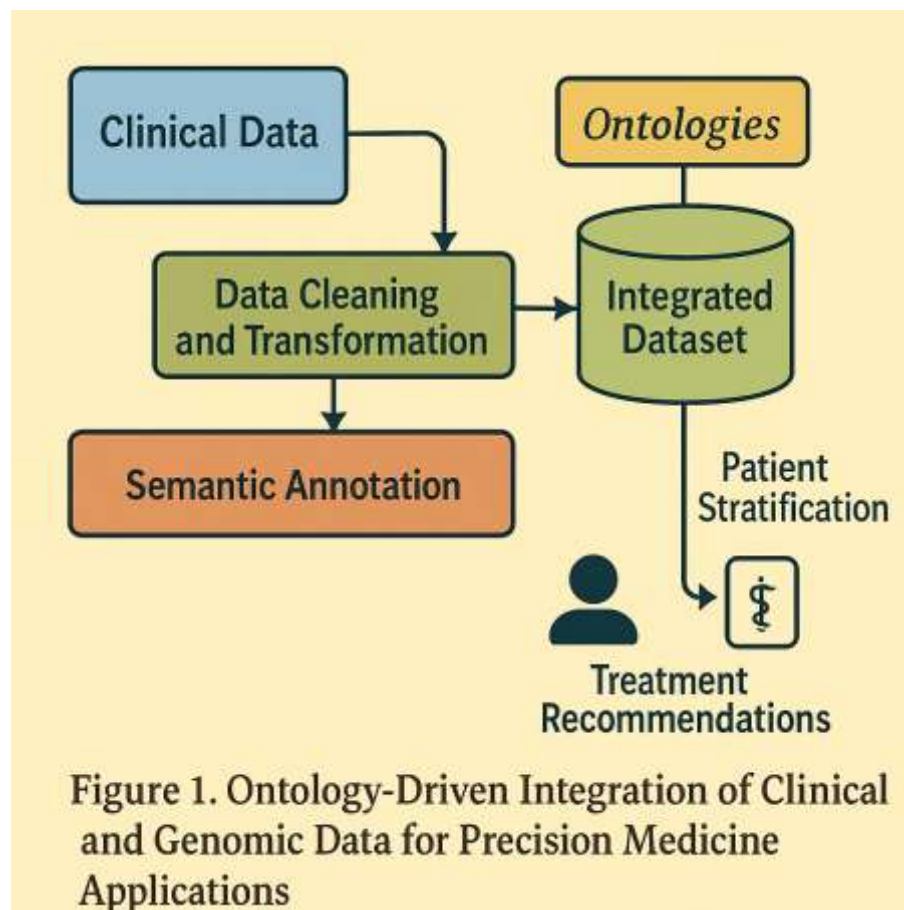 Clinical Data
Ontologies
Data Cleaning
and Transformation
Integrated
Dataset
Semantic Annotation
Patient
Stratification
Treatment
Recommendations
Figure 1. Ontology-Driven Integration of Clinical
and Genomic Data for Precision Medicine
Applications